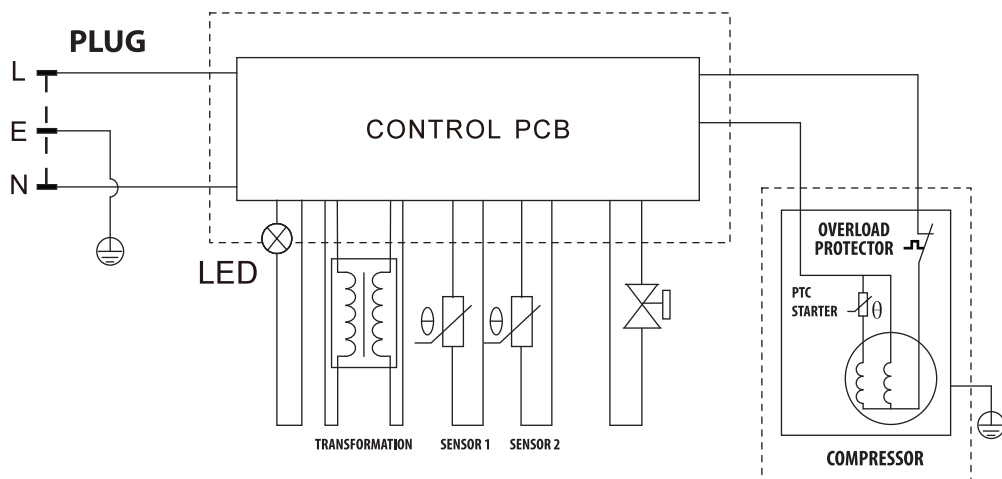 PLUG
L
E
N
CONTROL PCB
LED
OVERLOAD
PROTECTOR
PTC
STARTER
θ
θ
θ
TRANSFORMATION
SENSOR 1
SENSOR 2
COMPRESSOR